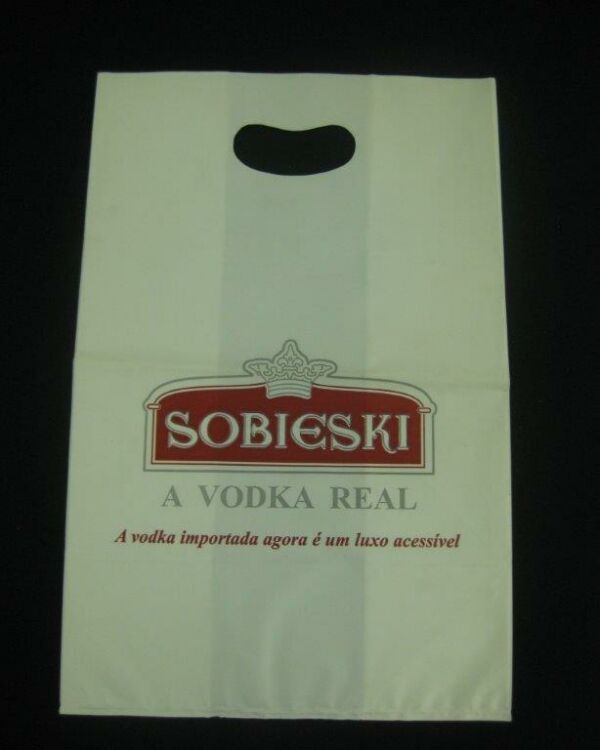 SOBIESKI
A VODKA REAL
A vodka importada agora é um luxo acessível